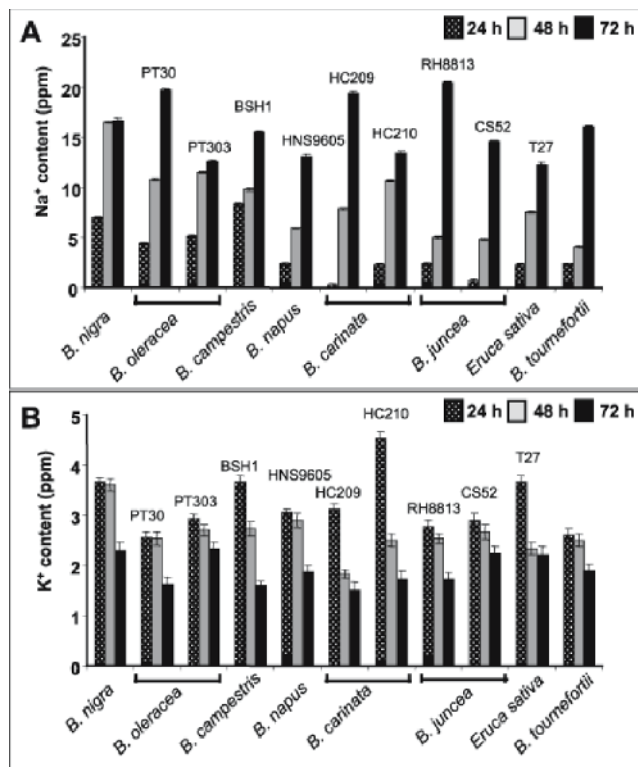 A
24 h 48 h 72 h
Na⁺ content (ppm)
25
20
15
10
5
0
PT30
PT303
BSH1
HNS9605
HC209
HC210
RH8813
CS52
T27
B. nigra
B. oleracea
B. campestris
B. napus
B. carinata
B. juncea
Eruca sativa
B. tournefortii
B
24 h 48 h 72 h
K⁺ content (ppm)
5
4
3
2
1
0
PT30
PT303
BSH1
HNS9605
HC209
HC210
RH8813
CS52
T27
B. nigra
B. oleracea
B. campestris
B. napus
B. carinata
B. juncea
Eruca sativa
B. tournefortii